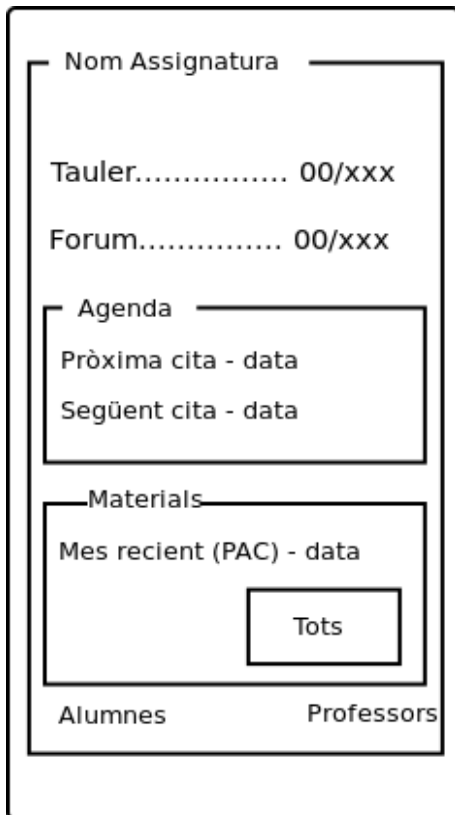 Nom Assignatura
Tauler................ 00/xxx
Forum............... 00/xxx
Agenda
Pròxima cita - data
Següent cita - data
Materials
Mes recient (PAC) - data
Tots
Alumnes Professors